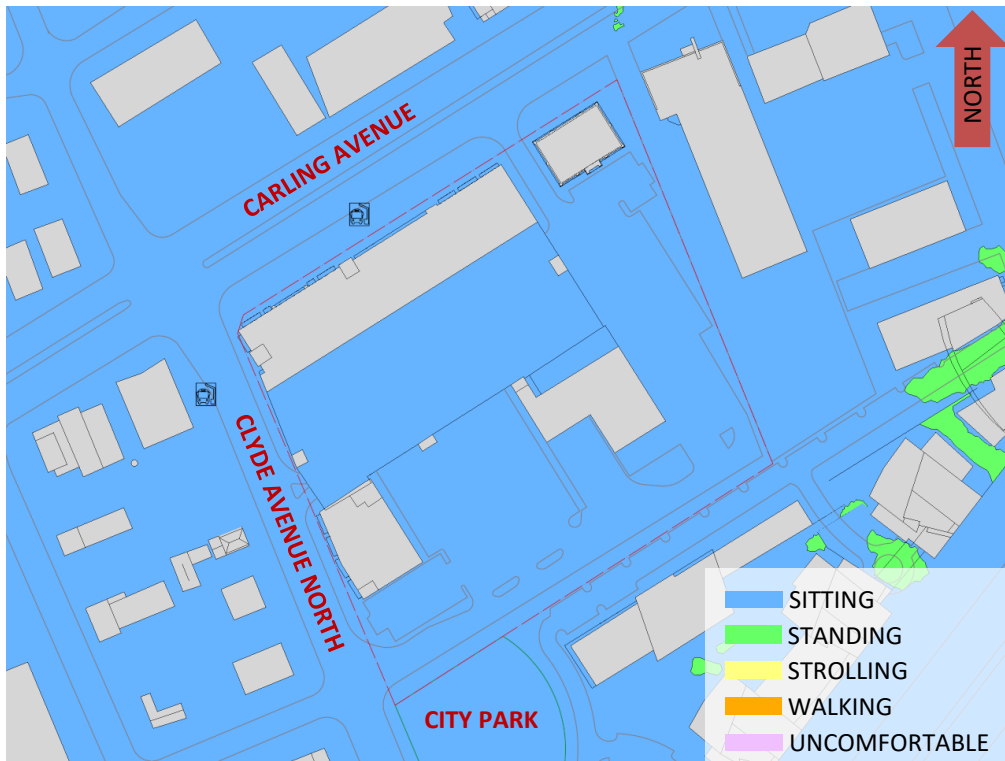 NORTH
CARLING AVENUE
CLYDE AVENUE NORTH
CITY PARK
SITTING
STANDING
STROLLING
WALKING
UNCOMFORTABLE